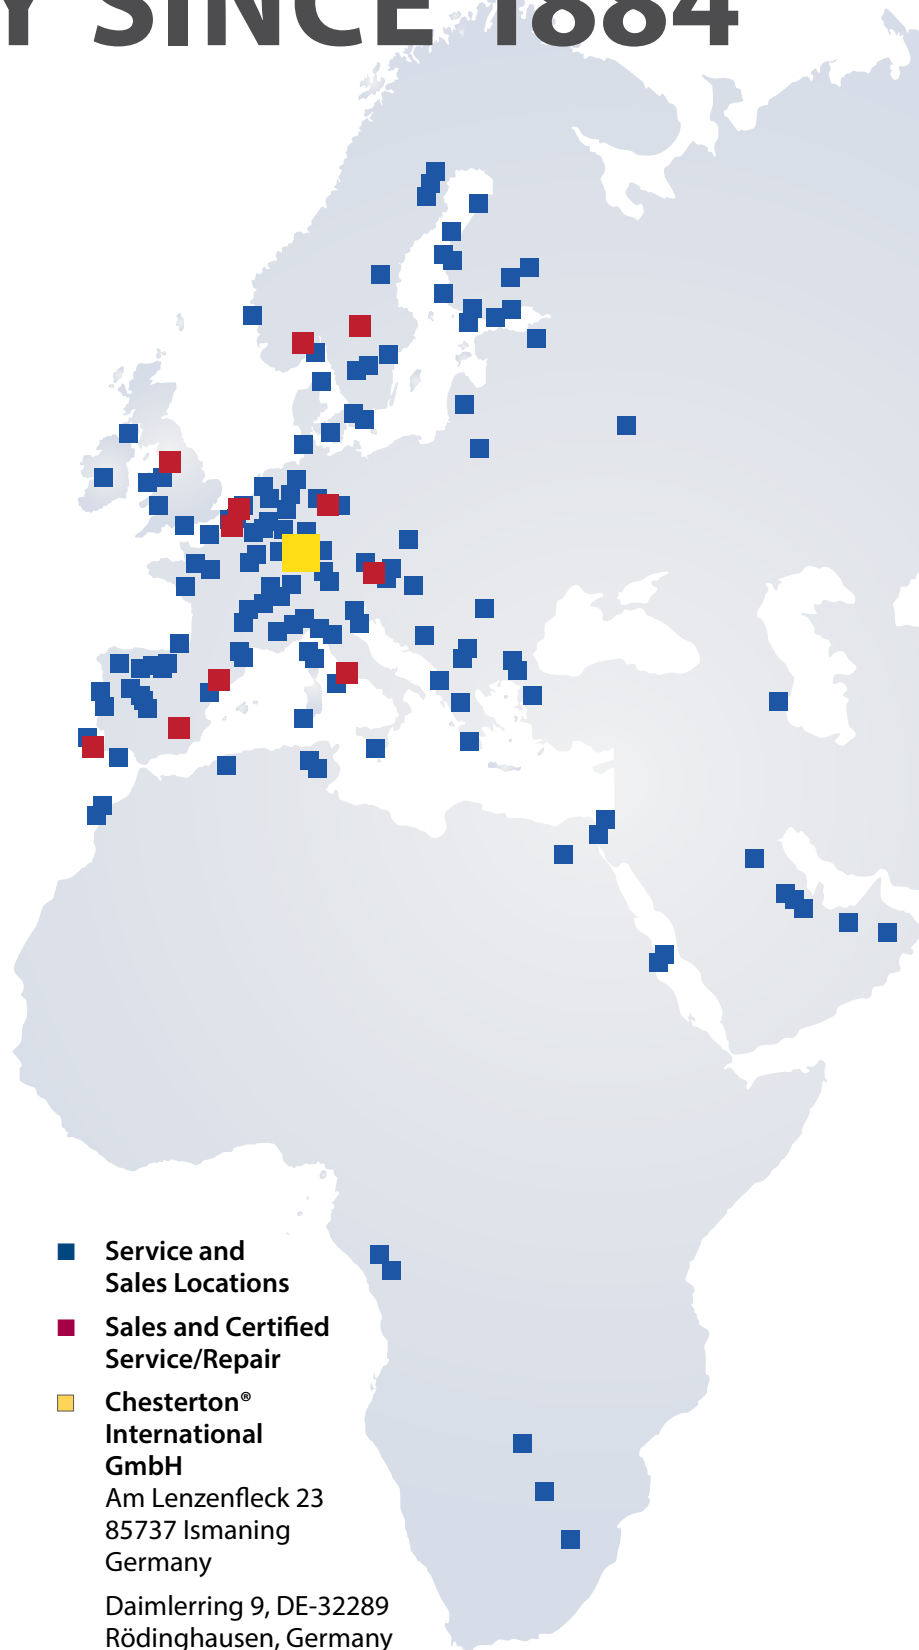 Y SINCE 1884
Service and
Sales Locations
Sales and Certified
Service/Repair
Chesterton®
International
GmbH
Am Lenzenfleck 23
85737 Ismaning
Germany
Daimlerring 9, DE-32289
Rödinghausen, Germany